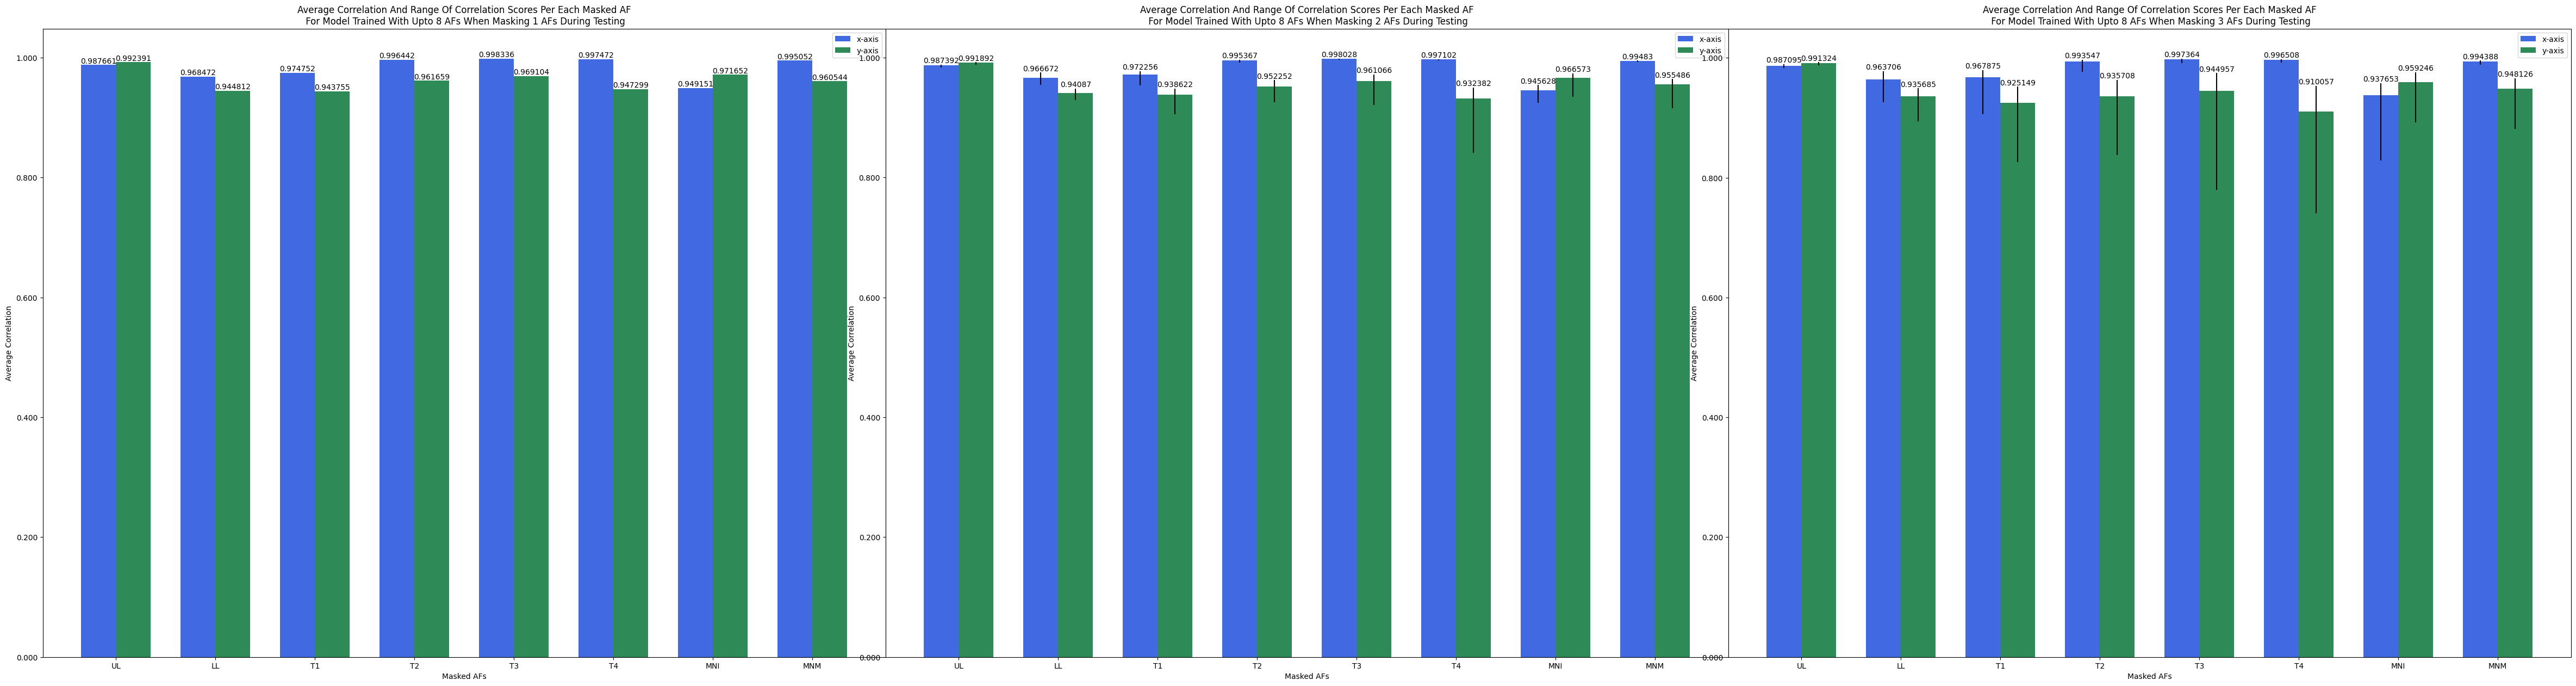 Average Correlation And Range Of Correlation Scores Per Each Masked AF
For Model Trained With Upto 8 AFs When Masking 1 AFs During Testing
x-axis
y-axis
1.000
0.800
0.600
0.400
0.200
0.000
Average Correlation
0.987661
0.992391
0.968472
0.944812
0.974752
0.943755
0.996442
0.961659
0.998336
0.969104
0.997472
0.947299
0.949151
0.971652
0.995052
0.960544
UL
LL
T1
T2
T3
T4
MNI
MNM
Masked AFs
Average Correlation And Range Of Correlation Scores Per Each Masked AF
For Model Trained With Upto 8 AFs When Masking 2 AFs During Testing
x-axis
y-axis
1.000
0.800
0.600
0.400
0.200
0.000
Average Correlation
0.987392
0.991892
0.966672
0.94087
0.972256
0.938622
0.995367
0.952252
0.998028
0.961066
0.997102
0.932382
0.945628
0.966573
0.99483
0.955486
UL
LL
T1
T2
T3
T4
MNI
MNM
Masked AFs
Average Correlation And Range Of Correlation Scores Per Each Masked AF
For Model Trained With Upto 8 AFs When Masking 3 AFs During Testing
x-axis
y-axis
1.000
0.800
0.600
0.400
0.200
0.000
Average Correlation
0.987095
0.991324
0.963706
0.935685
0.967875
0.925149
0.993547
0.935708
0.997364
0.944957
0.996508
0.910057
0.937653
0.959246
0.994388
0.948126
UL
LL
T1
T2
T3
T4
MNI
MNM
Masked AFs